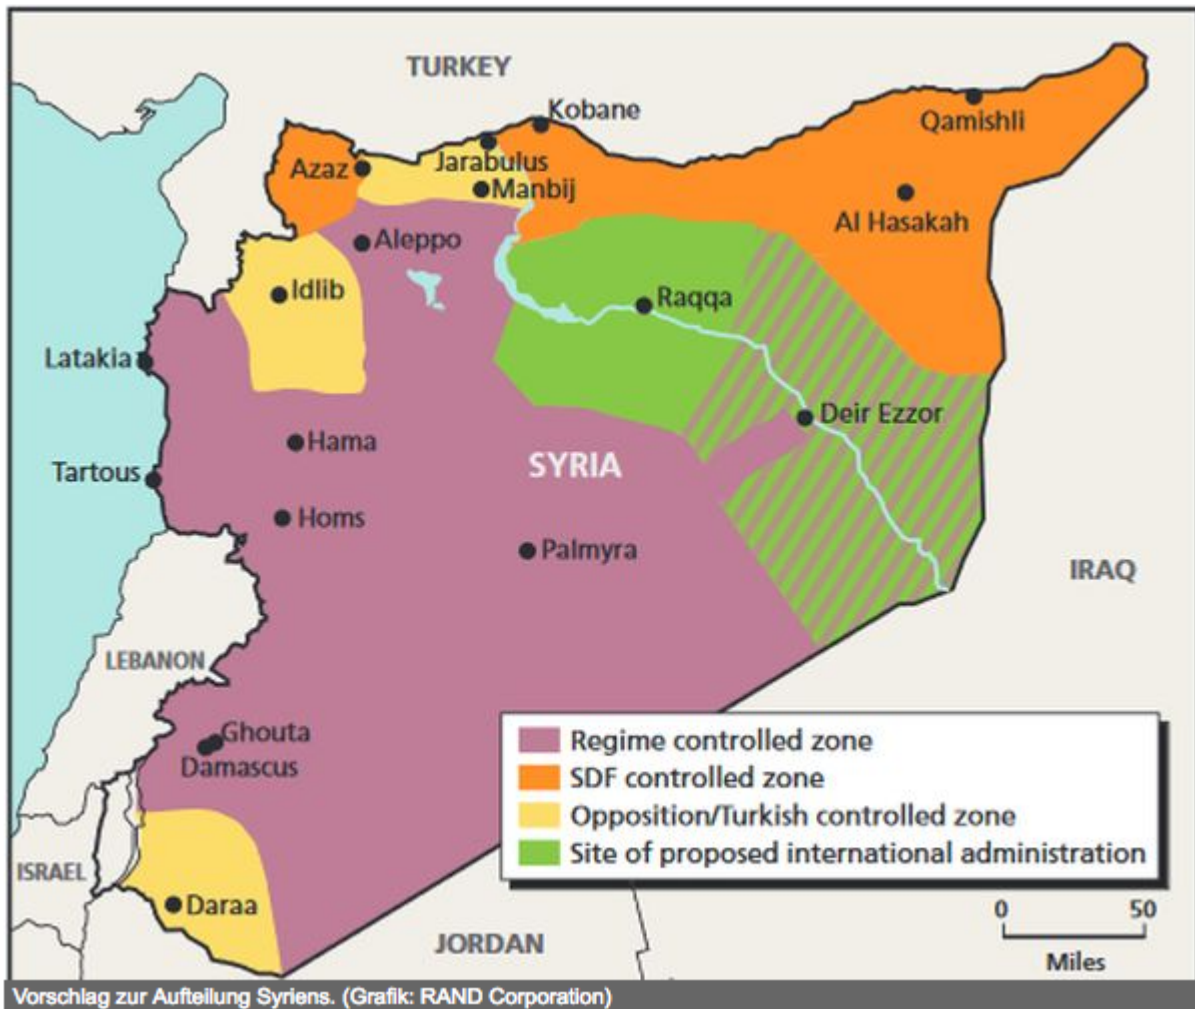 TURKEY
Kobane
Qamishli
Jarabulus
Azaz
Manbij
Al Hasakah
Aleppo
Idlib
Raqqa
Latakia
Deir Ezzor
Hama
SYRIA
Tartous
Homs
Palmyra
IRAQ
LEBANON
Ghouta
Damascus
Regime controlled zone
SDF controlled zone
Opposition/Turkish controlled zone
Site of proposed international administration
ISRAEL
Daraa
JORDAN
0 50
Miles
Vorschlag zur Aufteilung Syriens. (Grafik: RAND Corporation)